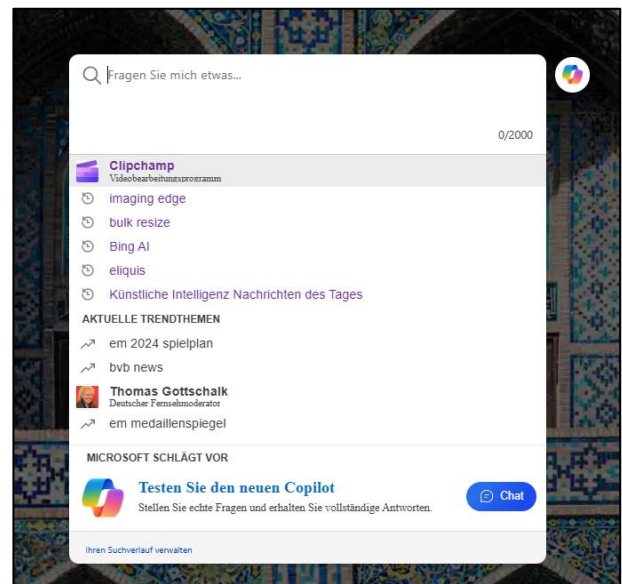 Fragen Sie mich etwas...
0/2000
Clipchamp
Videobearbeitungsprogramm
imaging edge
bulk resize
Bing AI
eliquis
Künstliche Intelligenz Nachrichten des Tages
AKTUELLE TRENDTHEMEN
em 2024 spielplan
bvb news
Thomas Gottschalk
Deutscher Fernsehmoderator
em medaillenspiegel
MICROSOFT SCHLÄGT VOR
Testen Sie den neuen Copilot
Stellen Sie echte Fragen und erhalten Sie vollständige Antworten.
Chat
Ihren Suchverlauf verwalten